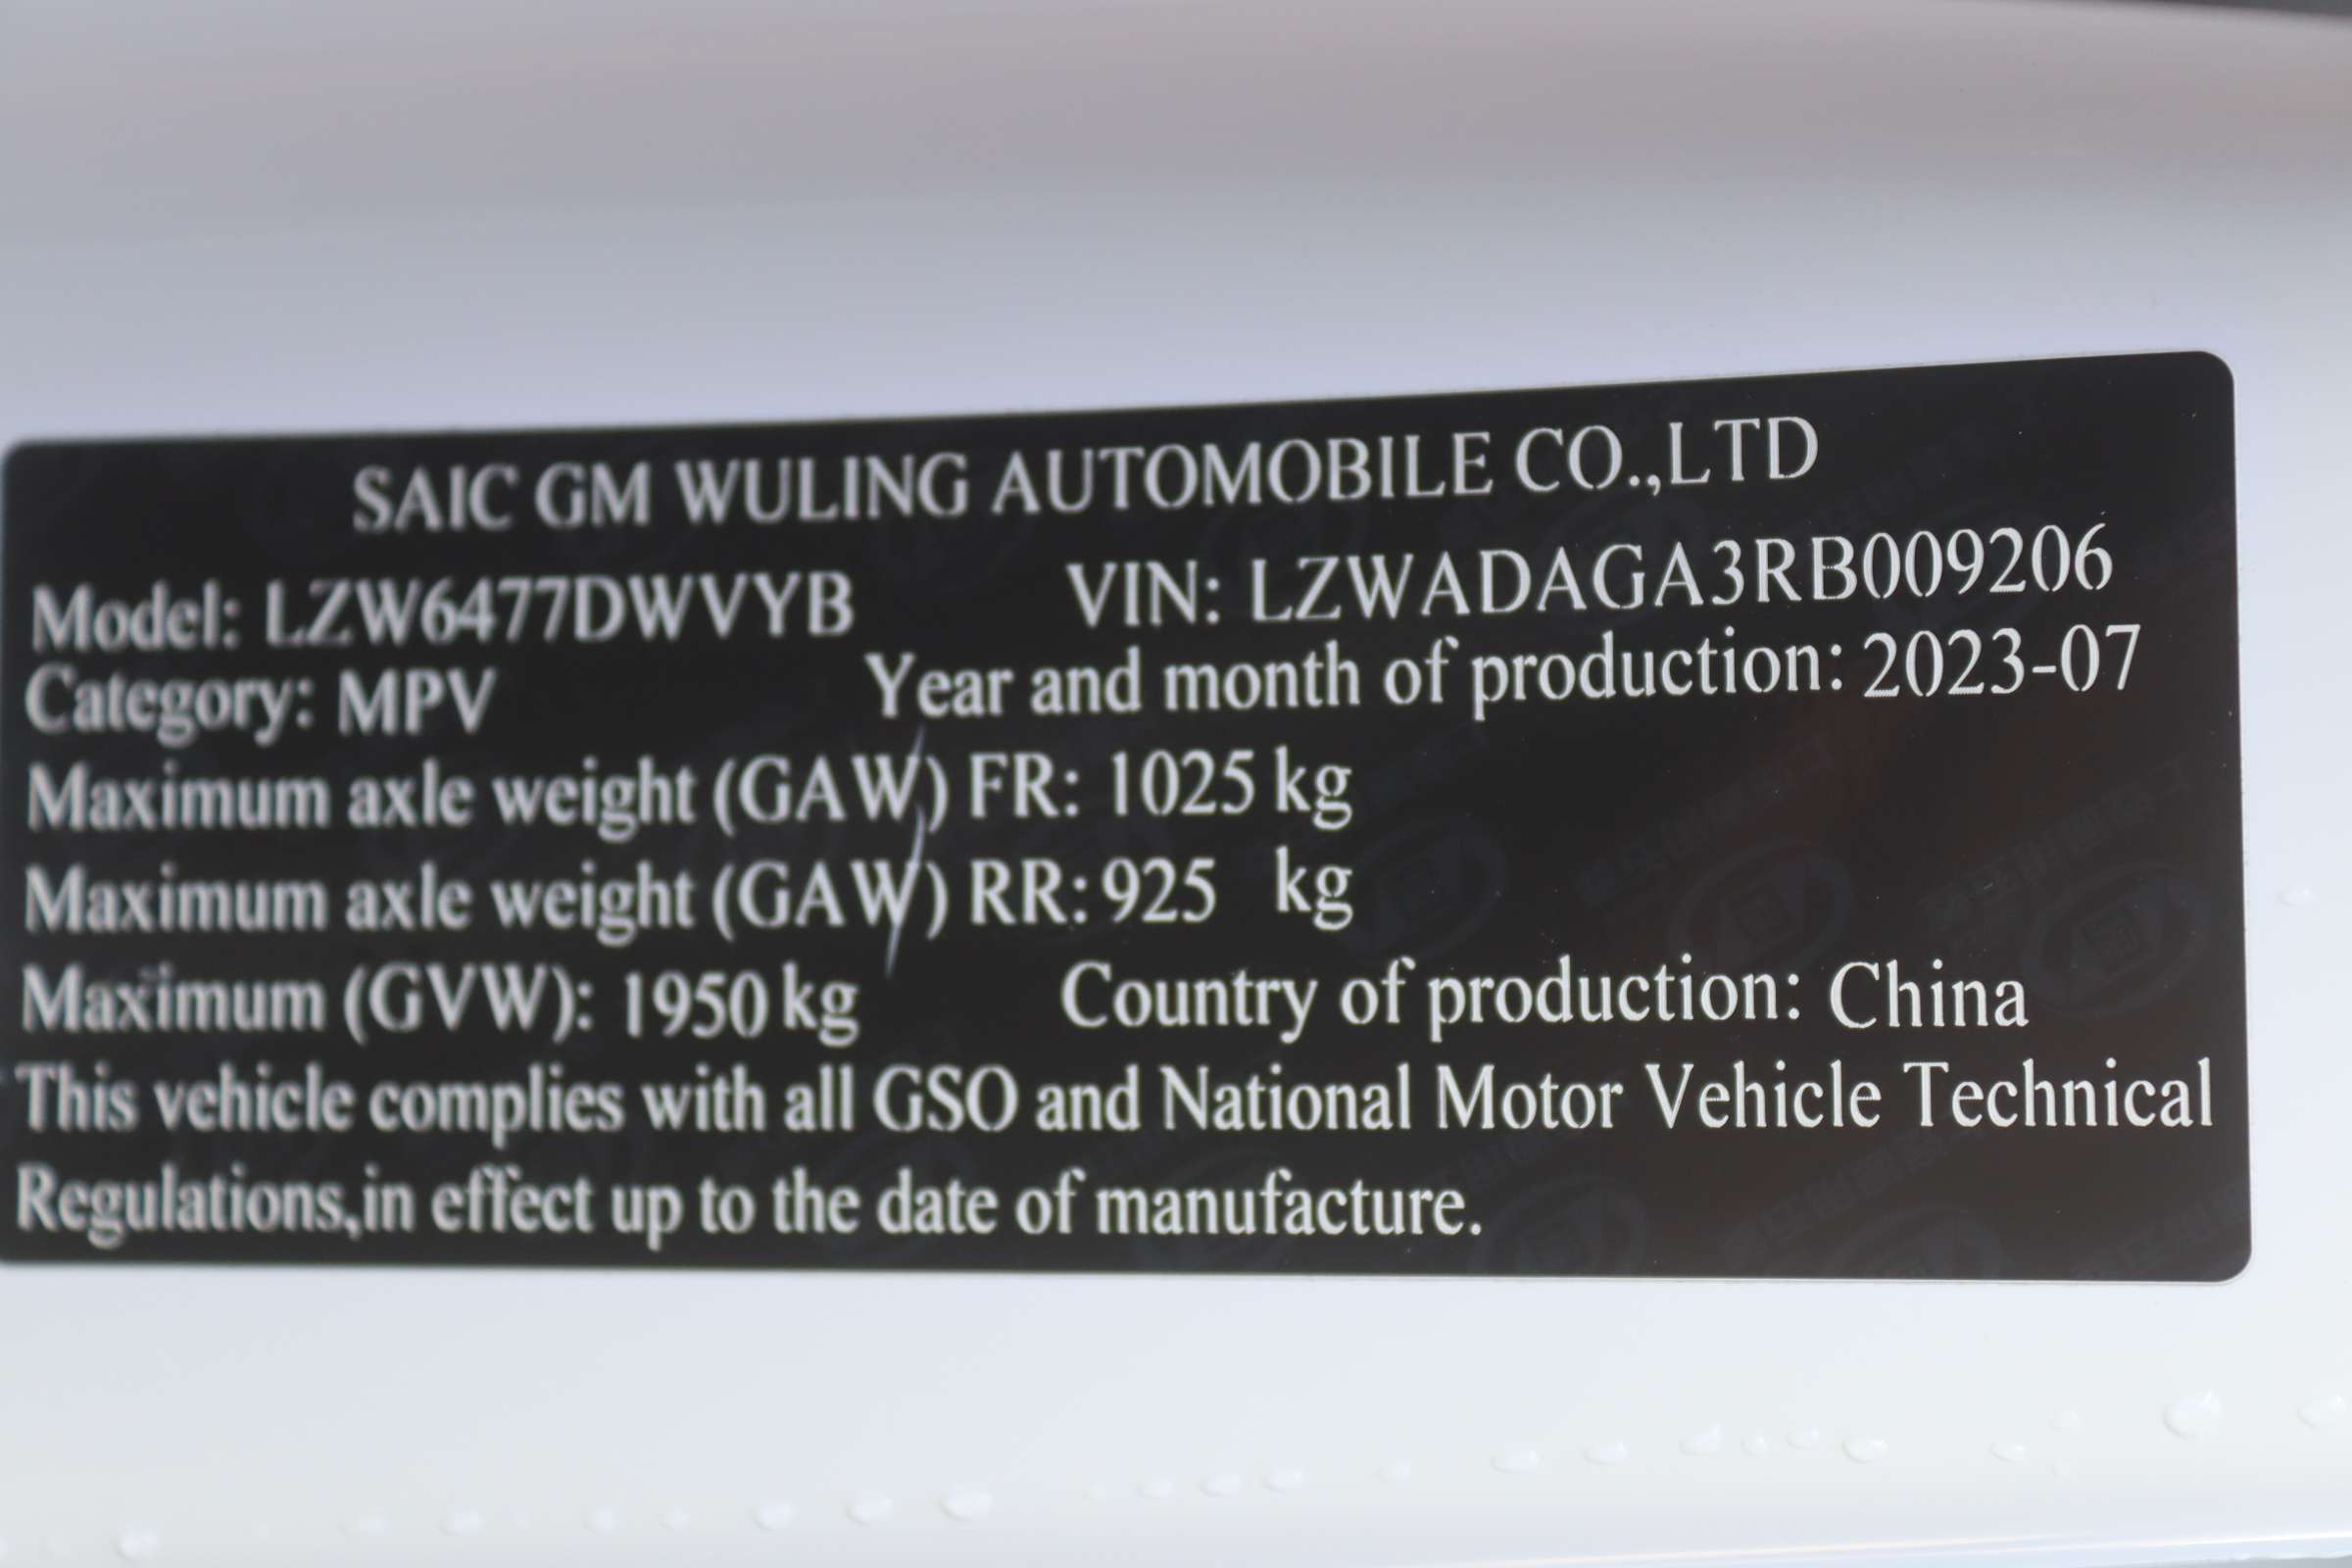 SAIC GM WULING AUTOMOBILE CO.,LTD
Model: LZW6477DWVYB VIN: LZWADAGA3RB009206
Category: MPV Year and month of production: 2023-07
Maximum axle weight (GAW) FR: 1025 kg
Maximum axle weight (GAW) RR: 925 kg
Maximum (GVW): 1950 kg Country of production: China
This vehicle complies with all GSO and National Motor Vehicle Technical
Regulations,in effect up to the date of manufacture.